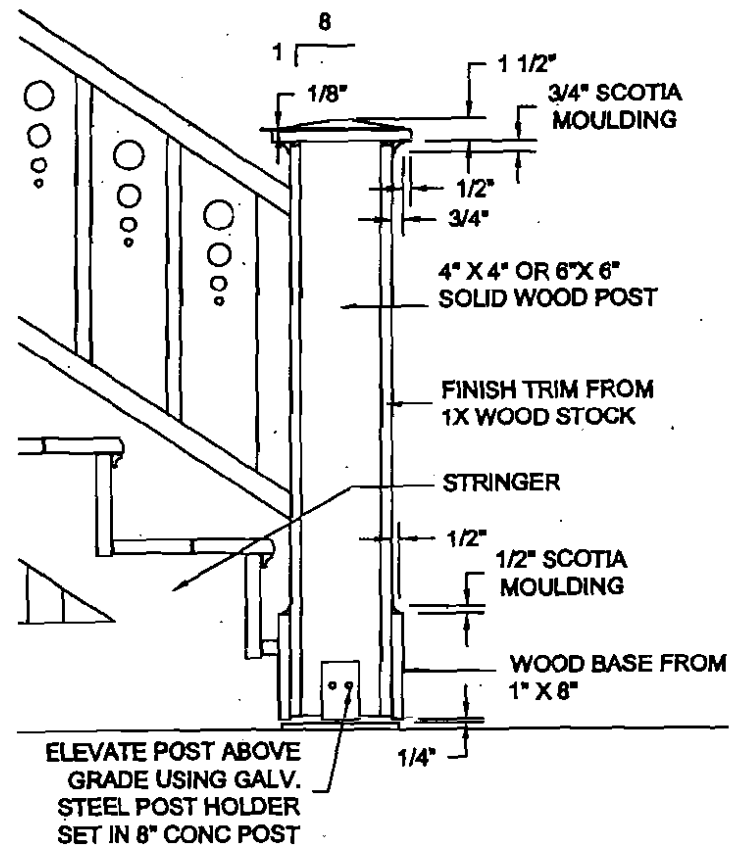 8
1
1 1/2"
1/8"
3/4" SCOTIA
MOULDING
1/2"
3/4"
4" X 4" OR 6"X 6"
SOLID WOOD POST
FINISH TRIM FROM
1X WOOD STOCK
STRINGER
1/2"
1/2" SCOTIA
MOULDING
WOOD BASE FROM
1" X 8"
1/4"
ELEVATE POST ABOVE
GRADE USING GALV.
STEEL POST HOLDER
SET IN 8" CONC POST